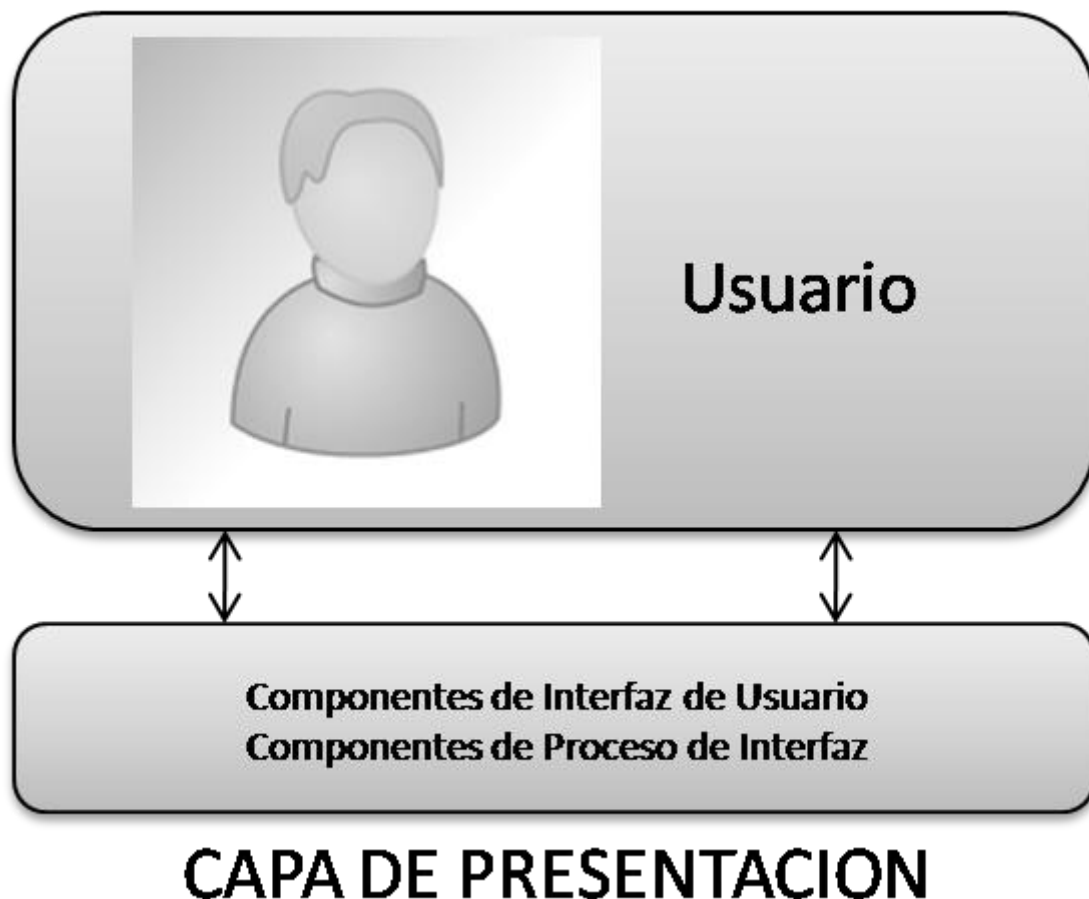 Usuario
Componentes de Interfaz de Usuario
Componentes de Proceso de Interfaz
CAPA DE PRESENTACION